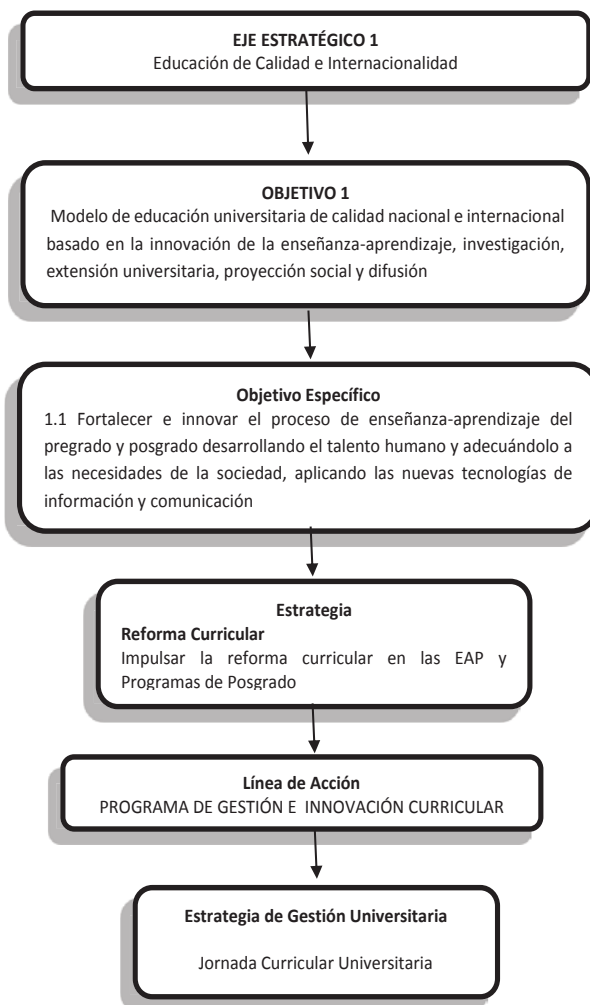 EJE ESTRATÉGICO 1
Educación de Calidad e Internacionalidad
OBJETIVO 1
Modelo de educación universitaria de calidad nacional e internacional
basado en la innovación de la enseñanza-aprendizaje, investigación,
extensión universitaria, proyección social y difusión
Objetivo Específico
1.1 Fortalecer e innovar el proceso de enseñanza-aprendizaje del
pregrado y posgrado desarrollando el talento humano y adecuándolo a
las necesidades de la sociedad, aplicando las nuevas tecnologías de
información y comunicación
Estrategia
Reforma Curricular
Impulsar la reforma curricular en las EAP y
Programas de Posgrado
Línea de Acción
PROGRAMA DE GESTIÓN E INNOVACIÓN CURRICULAR
Estrategia de Gestión Universitaria
Jornada Curricular Universitaria